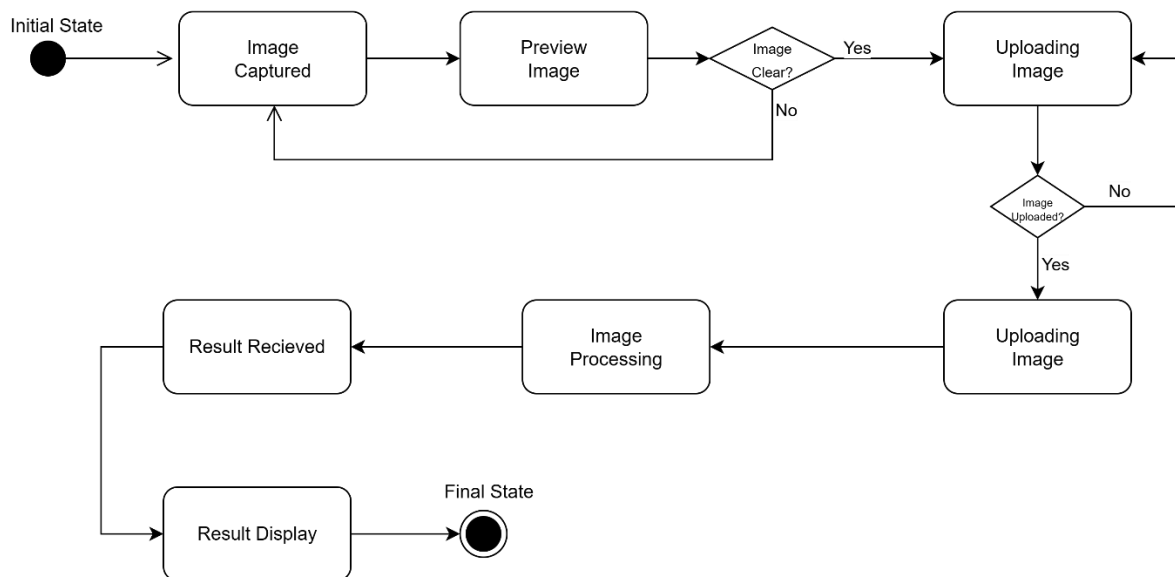 Initial State
Image
Captured
Preview
Image
Image
Clear?
Yes
Uploading
Image
No
Image
Uploaded?
No
Yes
Result Recieved
Image
Processing
Uploading
Image
Final State
Result Display